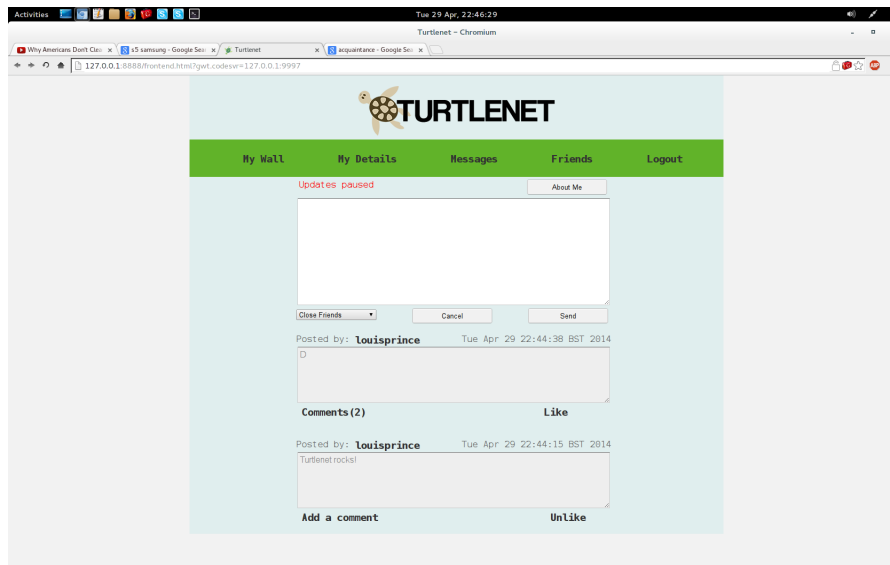 Activities Tue 29 Apr, 22:46:29
Turtlenet - Chromium
Why Americans Don't Cura x s5 samsung - Google Sea x Turtlenet x acquaintance - Google Sea x
127.0.0.1:8888/frontend.html?gwt.codesvr=127.0.0.1:9997 ABP
TURTLENET
My Wall My Details Messages Friends Logout
Updates paused About Me
Close Friends Cancel Send
Posted by: louisprince Tue Apr 29 22:44:38 BST 2014
D
Comments(2) Like
Posted by: louisprince Tue Apr 29 22:44:15 BST 2014
Turtlenet rocks!
Add a comment Unlike